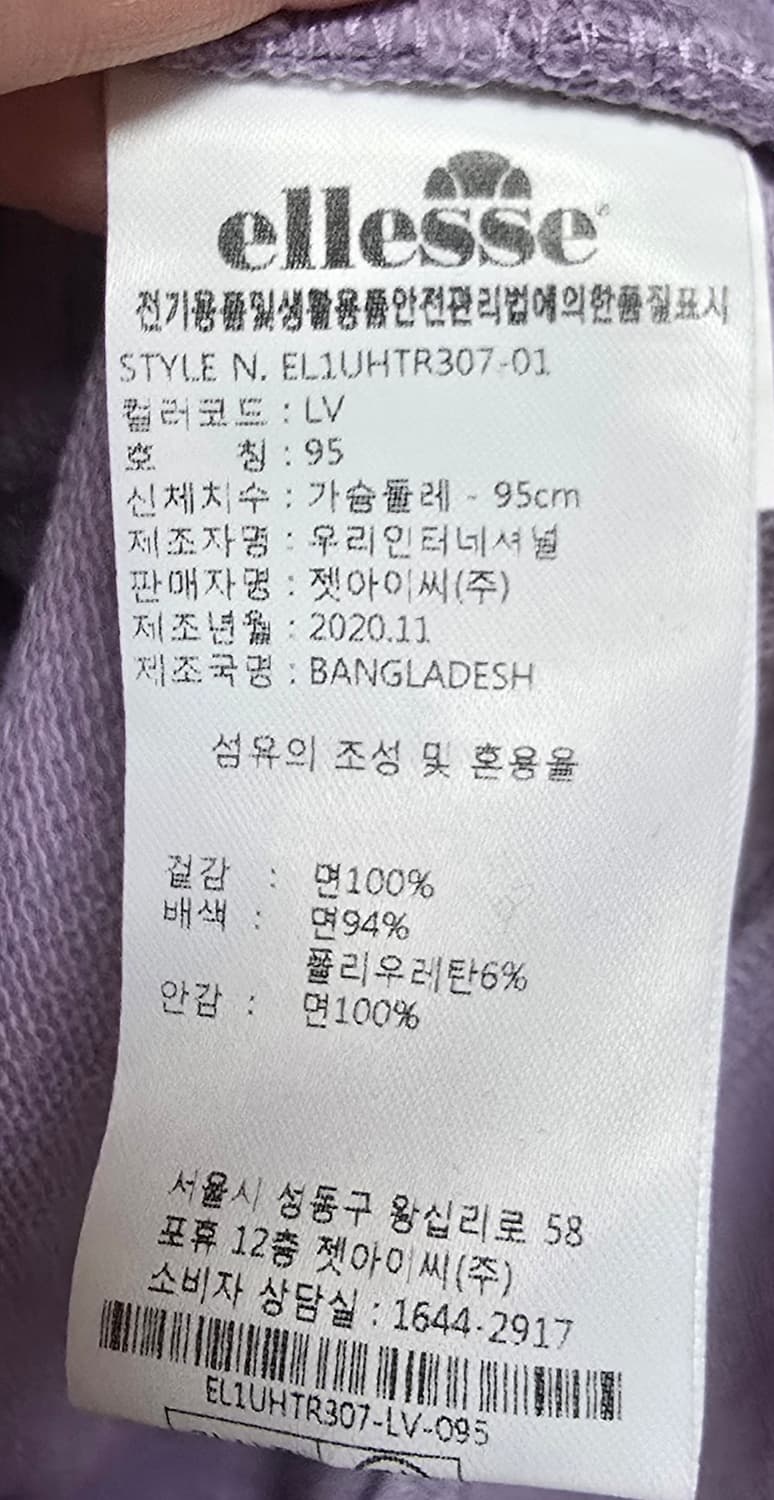 ellesse
전기용품및생활용품안전관리법에의한품질표시
STYLE N. EL1UHTR307-01
컬러코드 : LV
호 칭 : 95
신체치수 : 가슴둘레 - 95cm
제조자명 : 우리인터네셔널
판매자명 : 젯아이씨(주)
제조년월 : 2020.11
제조국명 : BANGLADESH
섬유의 조성 및 혼용율
겉감 : 면100%
배색 : 면94%
폴리우레탄6%
안감 : 면100%
서울시 성동구 왕십리로 58
포휴 12층 젯아이씨(주)
소비자 상담실 : 1644-2917
EL1UHTR307-LV-095